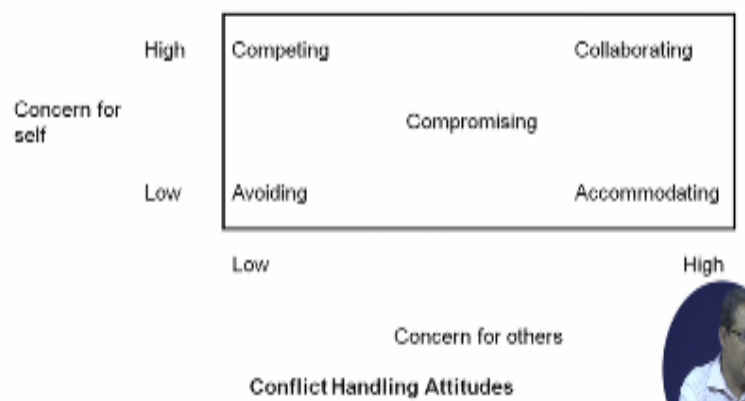 High Competing Collaborating
Concern for
self
Compromising
Low Avoiding Accommodating
Low High
Concern for others
Conflict Handling Attitudes